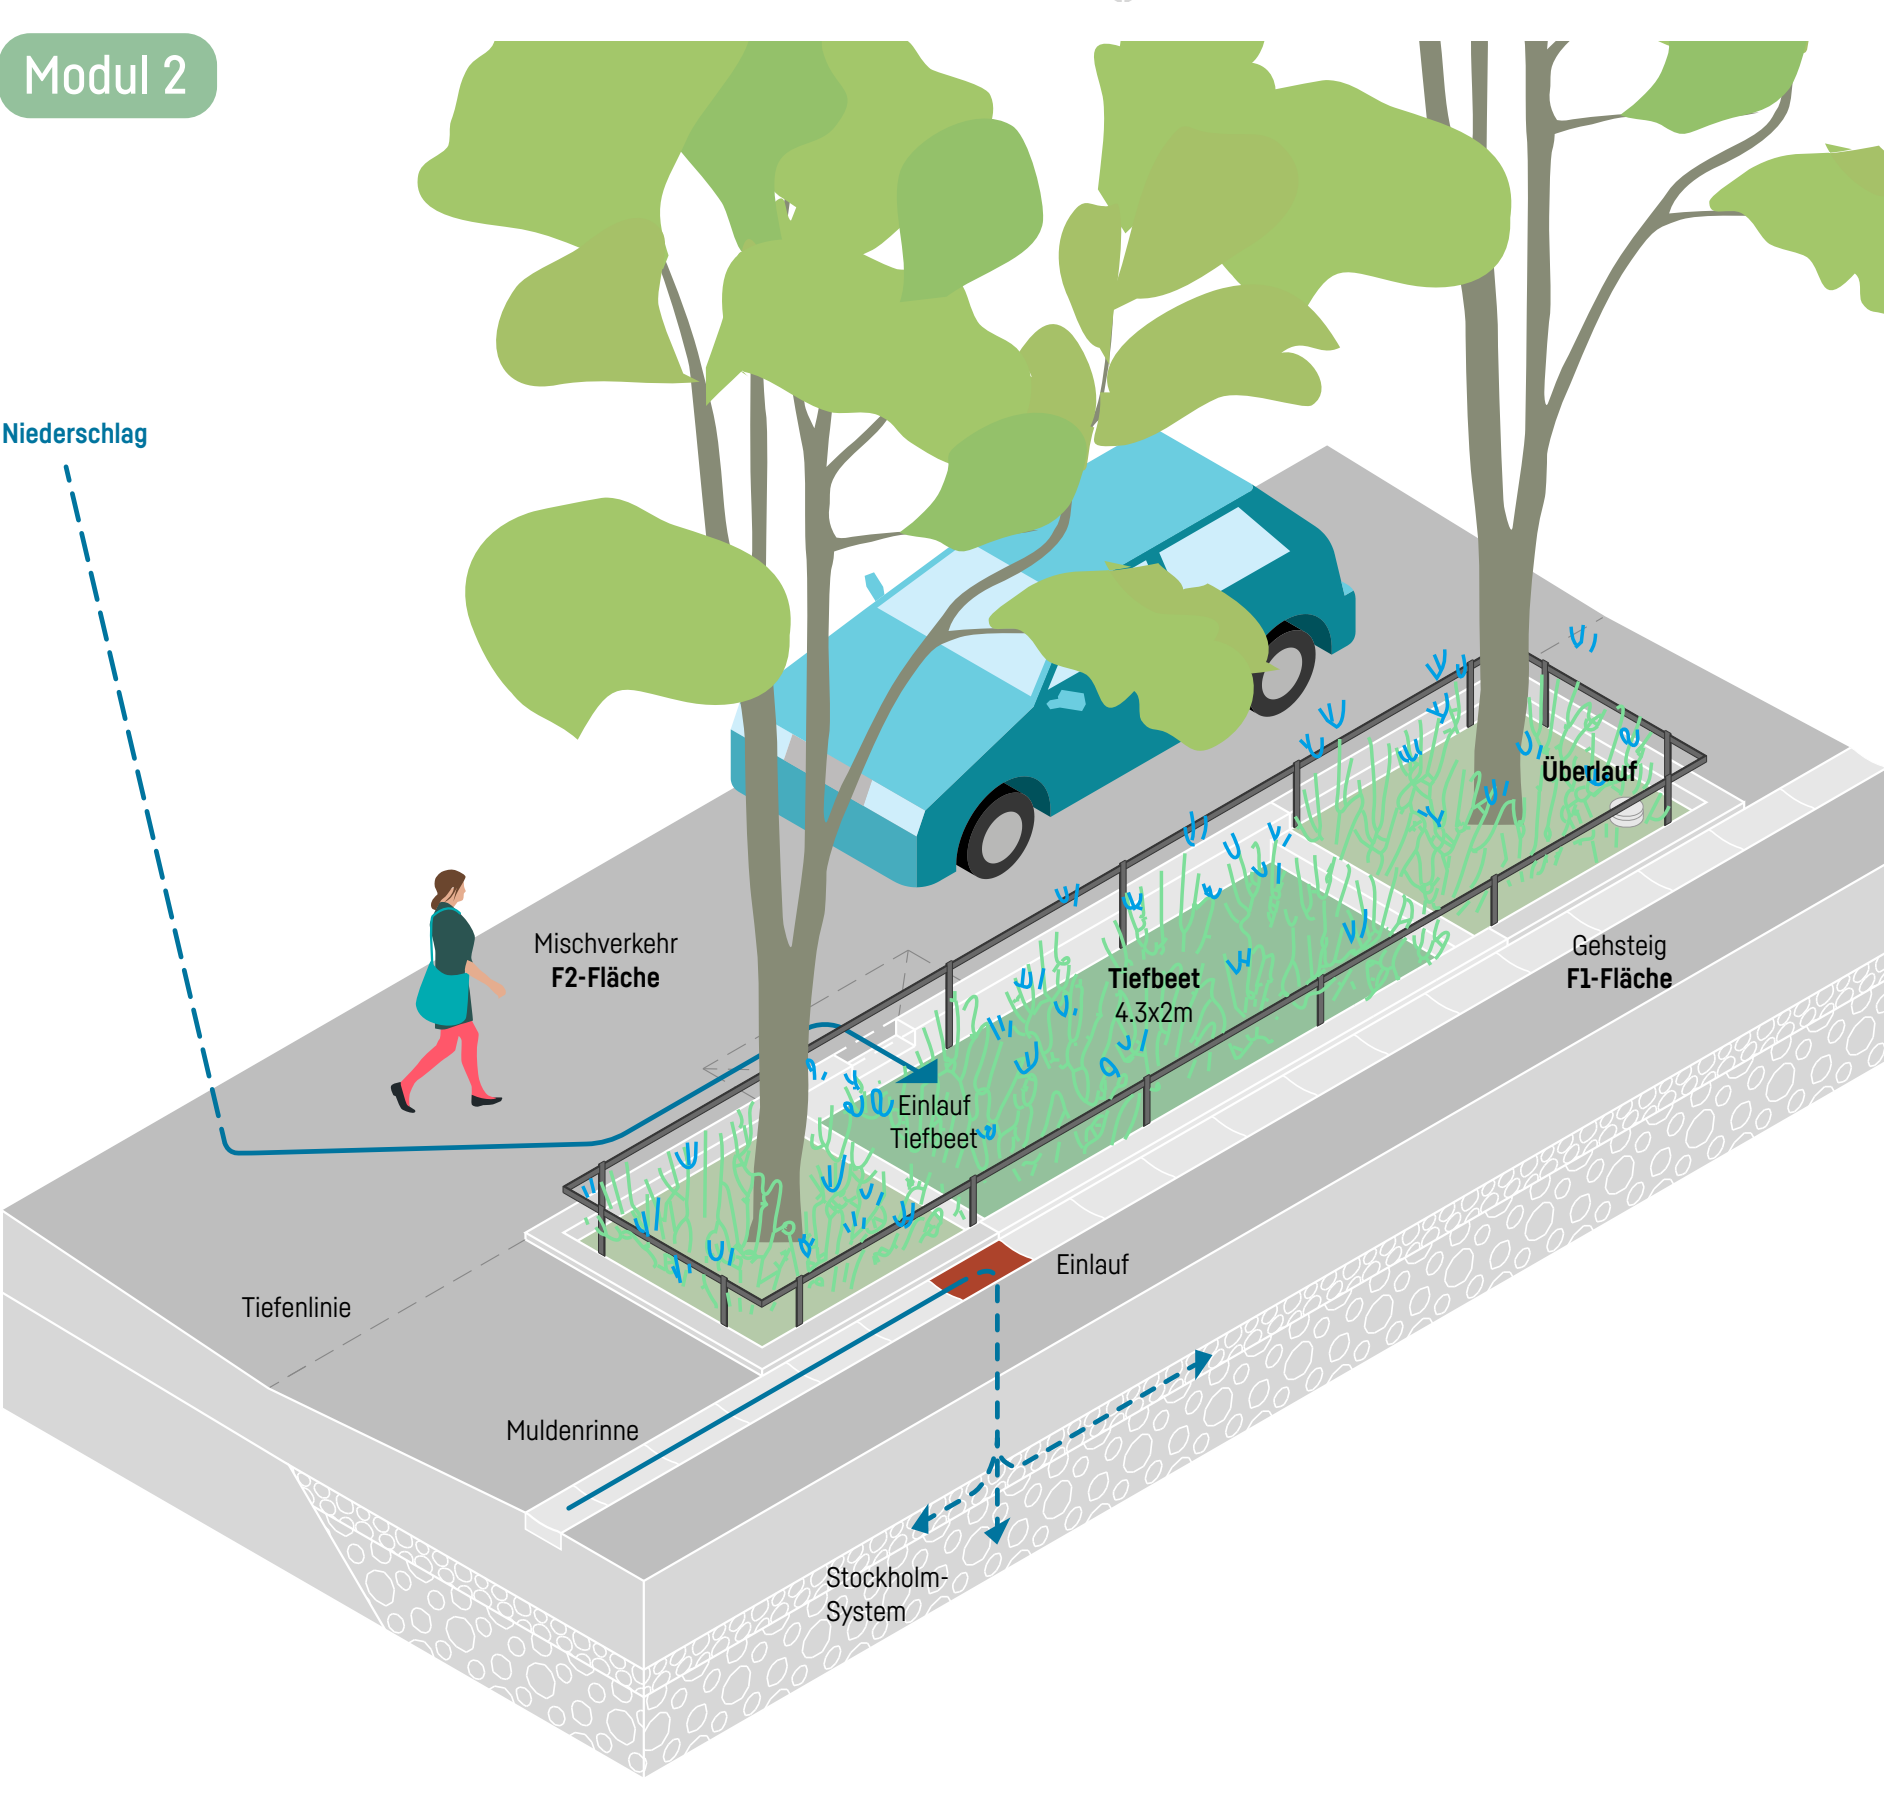 Modul 2
Niederschlag
Mischverkehr
F2-Fläche
Überlauf
Tiefbeet
4.3x2m
Gehsteig
F1-Fläche
Einlauf
Tiefbeet
Einlauf
Tiefenlinie
Muldenrinne
Stockholm-
System